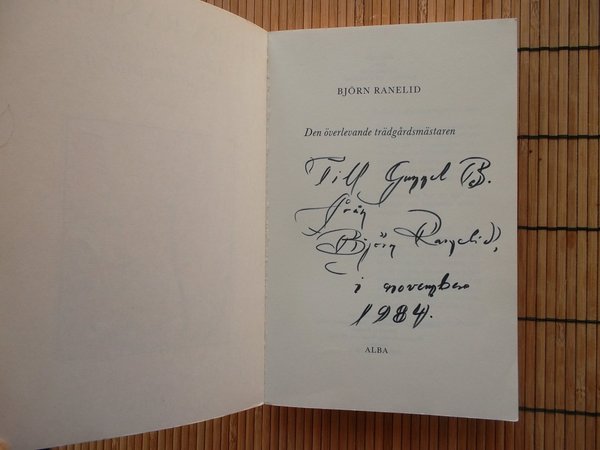 BJÖRN RANELID
Den överlevande trädgårdsmästaren
Till Gunnel B.
från
Björn Ranelid,
i november
1984.
ALBA